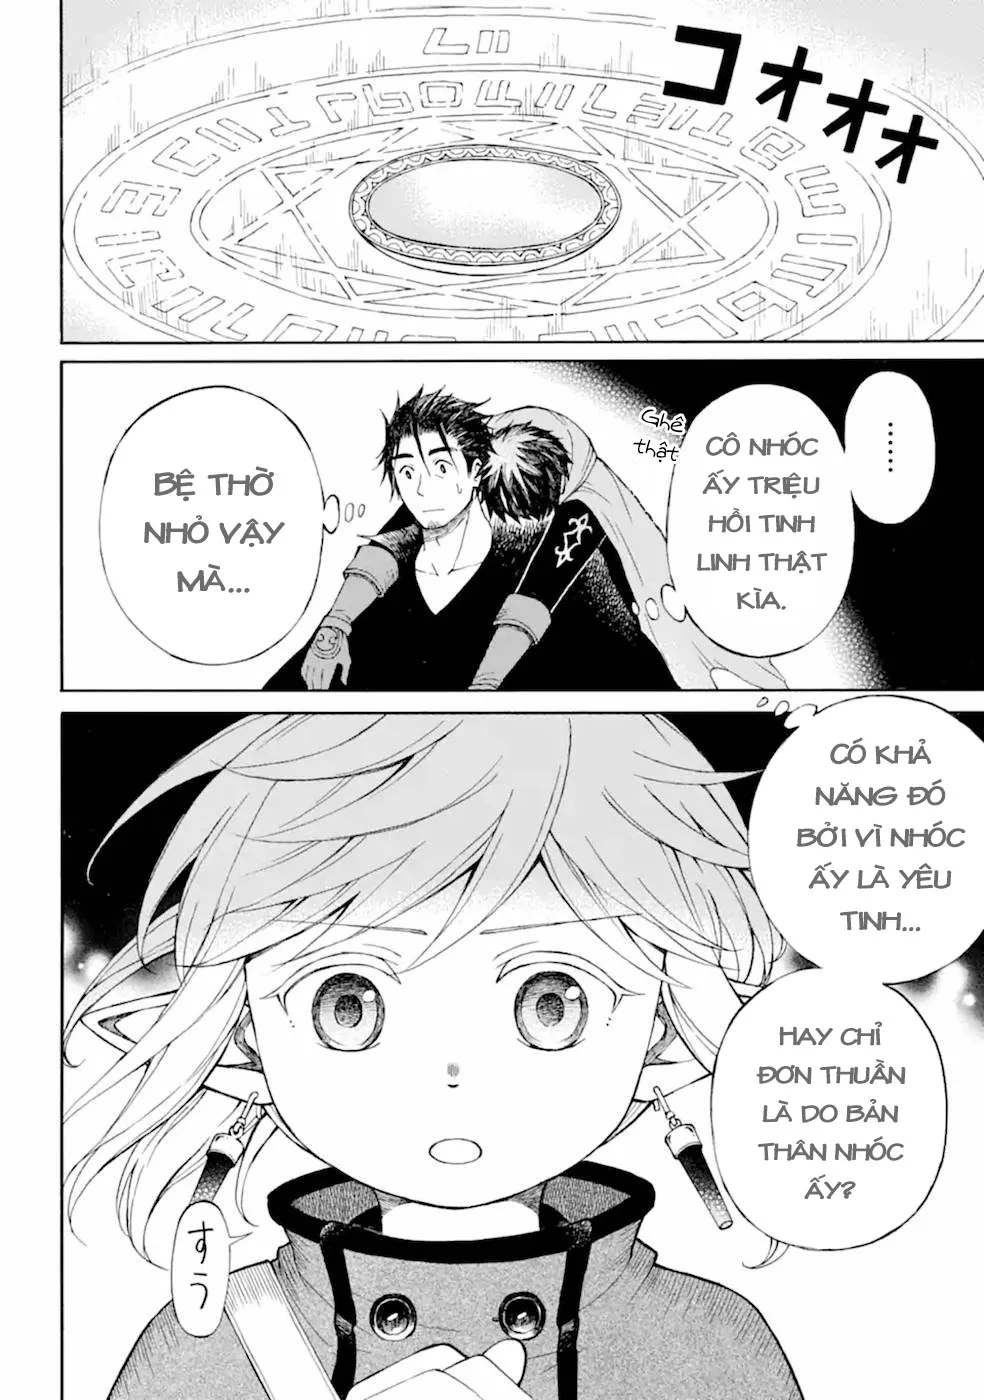 コオオオ
……
CÔ NHÓC
ẤY TRIỆU
HỒI TINH
LINH THẬT
KÌA.
Ghê
thật
BỆ THỜ
NHỎ VẬY
MÀ...
CÓ KHẢ
NĂNG ĐÓ
BỞI VÌ NHÓC
ẤY LÀ YÊU
TINH...
HAY CHỈ
ĐƠN THUẦN
LÀ DO BẢN
THÂN NHÓC
ẤY?
すう